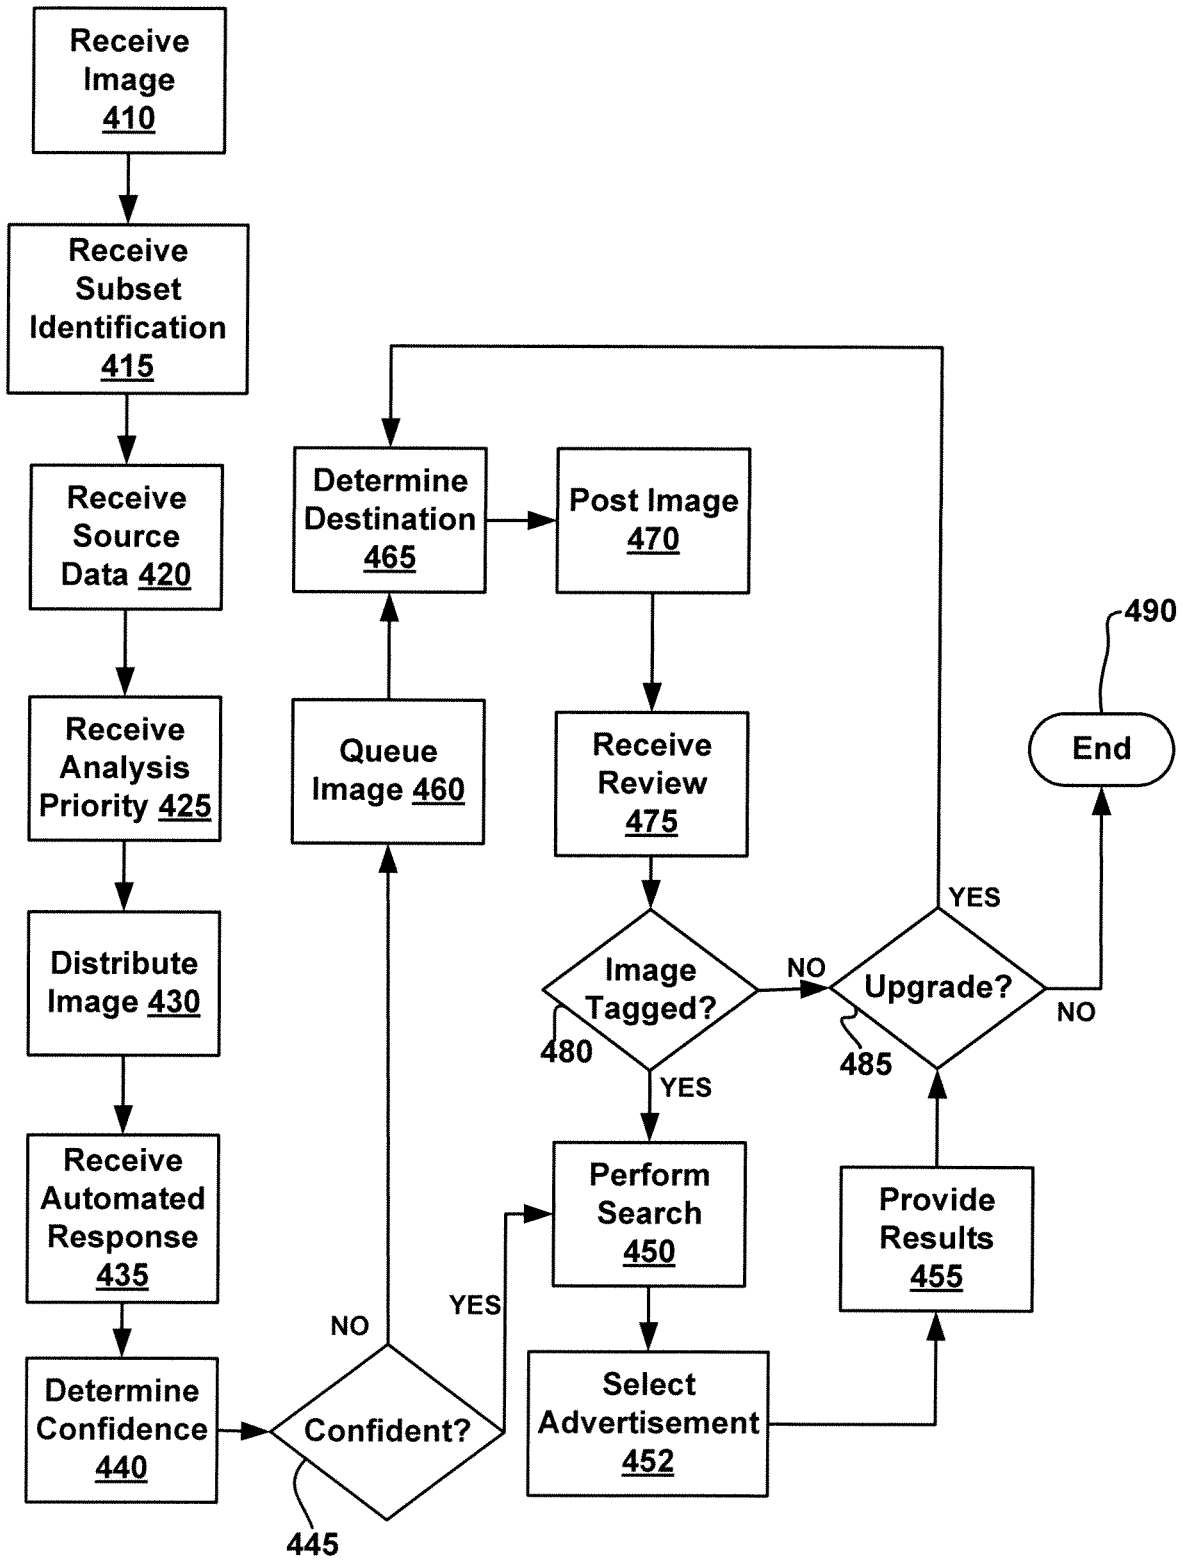 Receive
Image
410
Receive
Subset
Identification
415
Receive
Source
Data 420
Receive
Analysis
Priority 425
Distribute
Image 430
Receive
Automated
Response
435
Determine
Confidence
440
Confident?
445
NO
YES
Queue
Image 460
Determine
Destination
465
Post Image
470
Receive
Review
475
Image
Tagged?
480
NO
YES
Perform
Search
450
Select
Advertisement
452
Provide
Results
455
Upgrade?
485
YES
NO
End
490